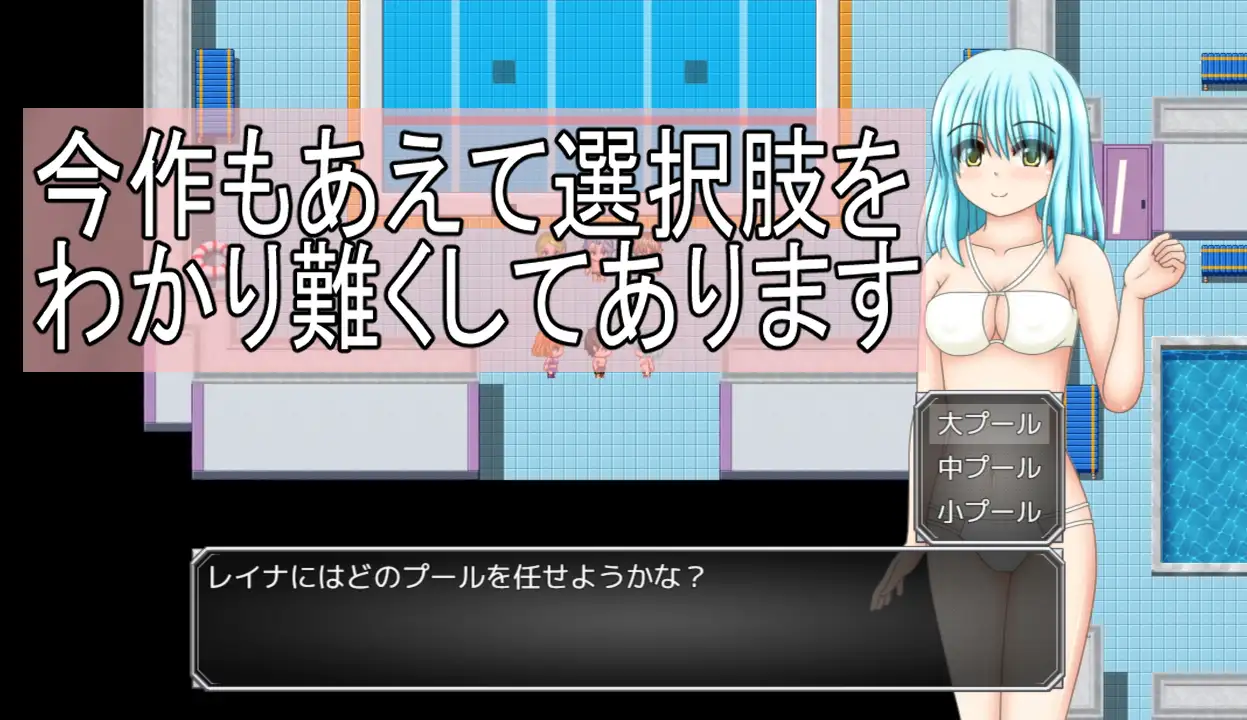 今作もあえて選択肢を
わかり難くしてあります
大プール
中プール
小プール
レイナにはどのプールを任せようかな？